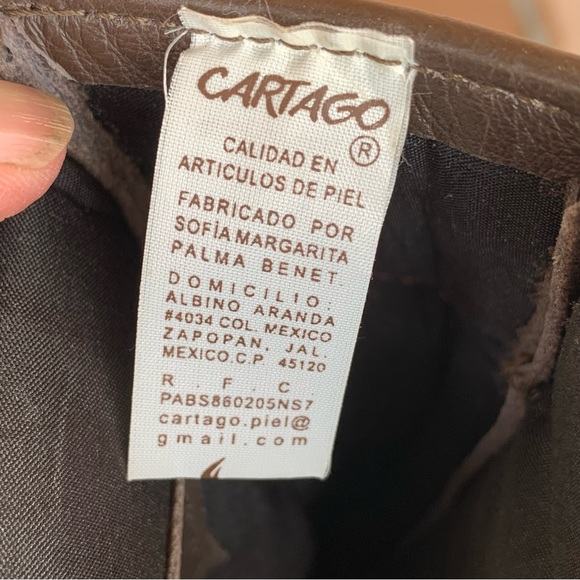 CARTAGO
®
CALIDAD EN
ARTICULOS DE PIEL
FABRICADO POR
SOFÍA MARGARITA
PALMA BENET.
DOMICILIO:
ALBINO ARANDA
#4034 COL. MEXICO
ZAPOPAN, JAL.
MEXICO.C.P. 45120
R . F . C
PABS860205NS7
cartago.piel@
gmail.com